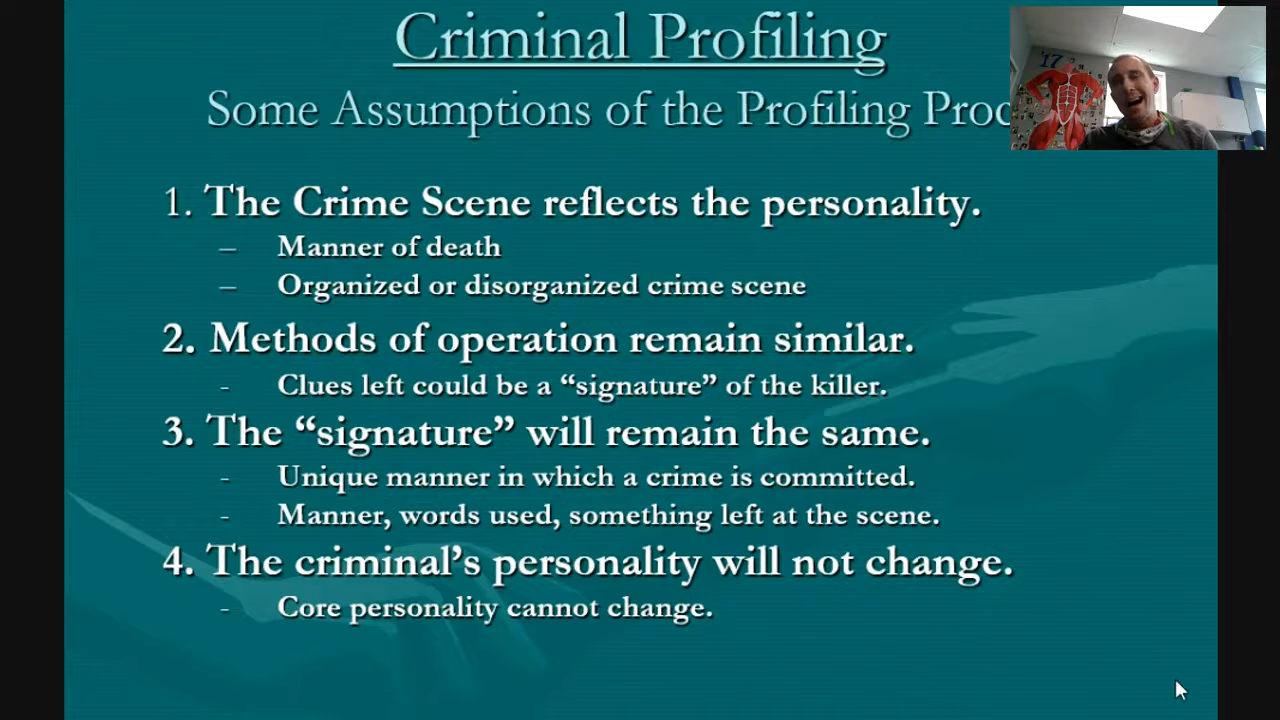 Criminal Profiling
Some Assumptions of the Profiling
'17
1. The Crime Scene reflects the personality.
– Manner of death
– Organized or disorganized crime scene
2. Methods of operation remain similar.
- Clues left could be a “signature” of the killer.
3. The “signature” will remain the same.
- Unique manner in which a crime is committed.
- Manner, words used, something left at the scene.
4. The criminal’s personality will not change.
- Core personality cannot change.